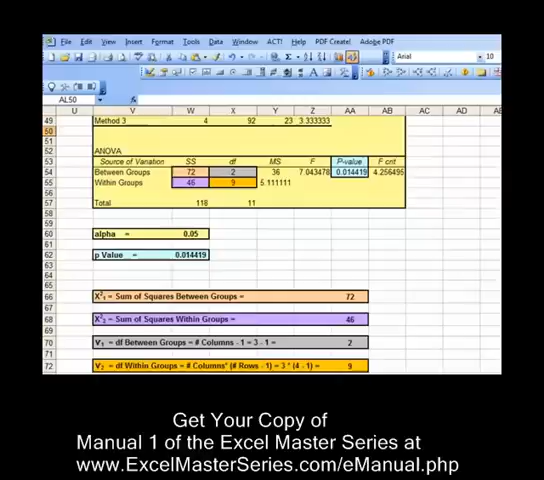 File Edit View Insert Format Tools Data Window ACT! Help PDF Create! Adobe PDF
Arial 10
AL50 fx
U V W X Y Z AA AB AC AD AE
49 Method 3 4 92 23 3.333333
50
51
52 ANOVA
53 Source of Variation SS df MS F P-value F crit
54 Between Groups 72 2 36 7.043478 0.014419 4.256495
55 Within Groups 46 9 5.111111
56
57 Total 118 11
58
59
60 alpha = 0.05
61
62 p Value = 0.014419
63
64
65
66 X²₁ = Sum of Squares Between Groups = 72
67
68 X²₂ = Sum of Squares Within Groups = 46
69
70 v₁ = df Between Groups = # Columns - 1 = 3 - 1 = 2
71
72 v₂ = df Within Groups = # Columns* (# Rows - 1) = 3 * (4 - 1) = 9
Get Your Copy of
Manual 1 of the Excel Master Series at
www.ExcelMasterSeries.com/eManual.php